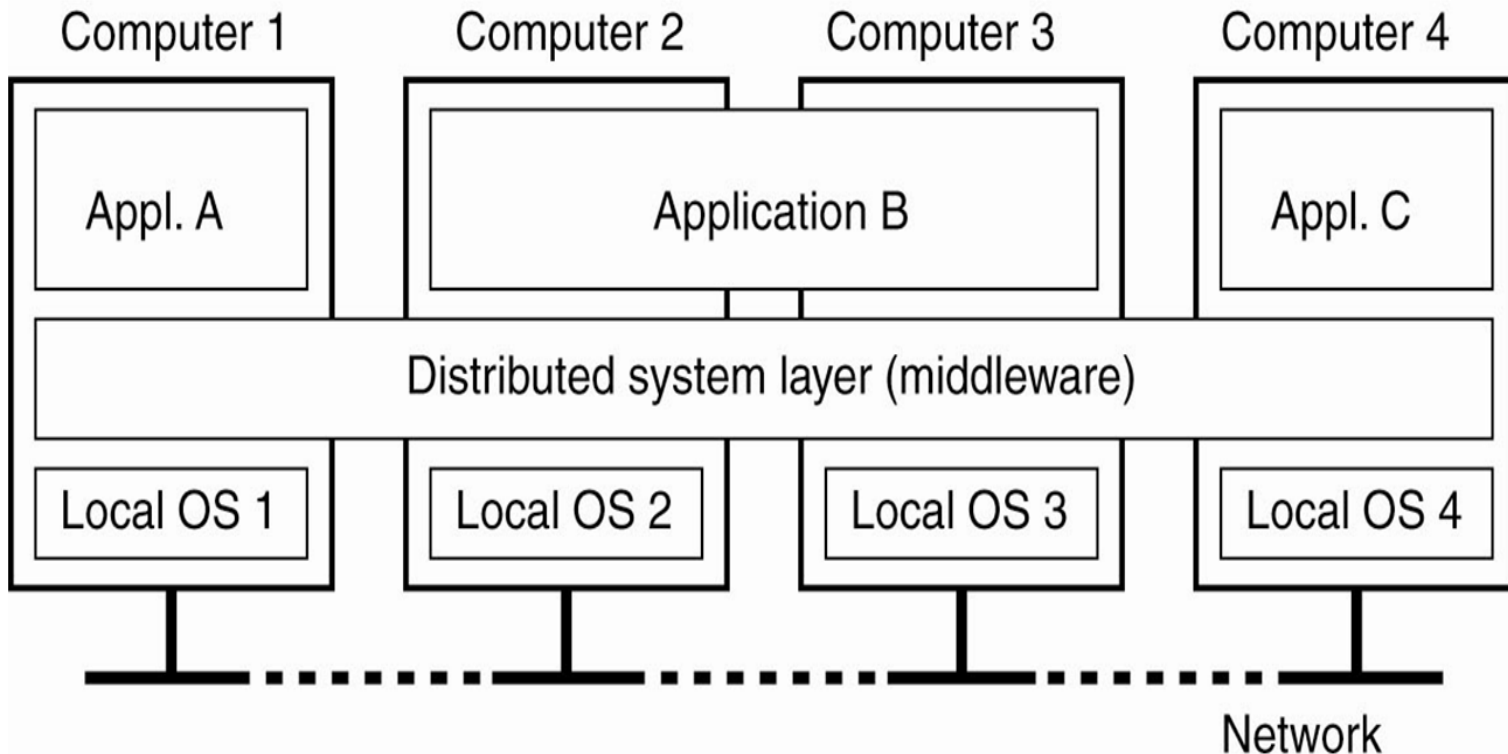 Computer 1
Computer 2
Computer 3
Computer 4
Appl. A
Application B
Appl. C
Distributed system layer (middleware)
Local OS 1
Local OS 2
Local OS 3
Local OS 4
Network